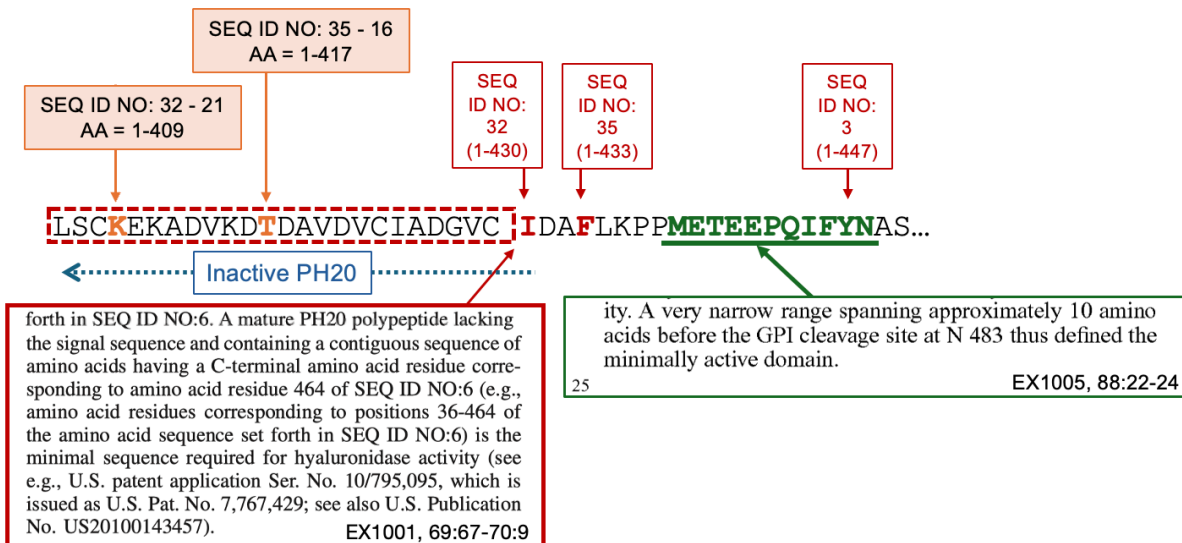 SEQ ID NO: 35 - 16
AA = 1-417
SEQ ID NO: 32 - 21
AA = 1-409
SEQ
ID NO:
32
(1-430)
SEQ
ID NO:
35
(1-433)
SEQ
ID NO:
3
(1-447)
LSCKEKADVKDTDAVDVCIADGVC IDAFLKPPMETEEPQIFYNAS...
Inactive PH20
forth in SEQ ID NO:6. A mature PH20 polypeptide lacking
the signal sequence and containing a contiguous sequence of
amino acids having a C-terminal amino acid residue corre-
sponding to amino acid residue 464 of SEQ ID NO:6 (e.g.,
amino acid residues corresponding to positions 36-464 of
the amino acid sequence set forth in SEQ ID NO:6) is the
minimal sequence required for hyaluronidase activity (see
e.g., U.S. patent application Ser. No. 10/795,095, which is
issued as U.S. Pat. No. 7,767,429; see also U.S. Publication
No. US20100143457).
EX1001, 69:67-70:9
ity. A very narrow range spanning approximately 10 amino
acids before the GPI cleavage site at N 483 thus defined the
minimally active domain.
25
EX1005, 88:22-24